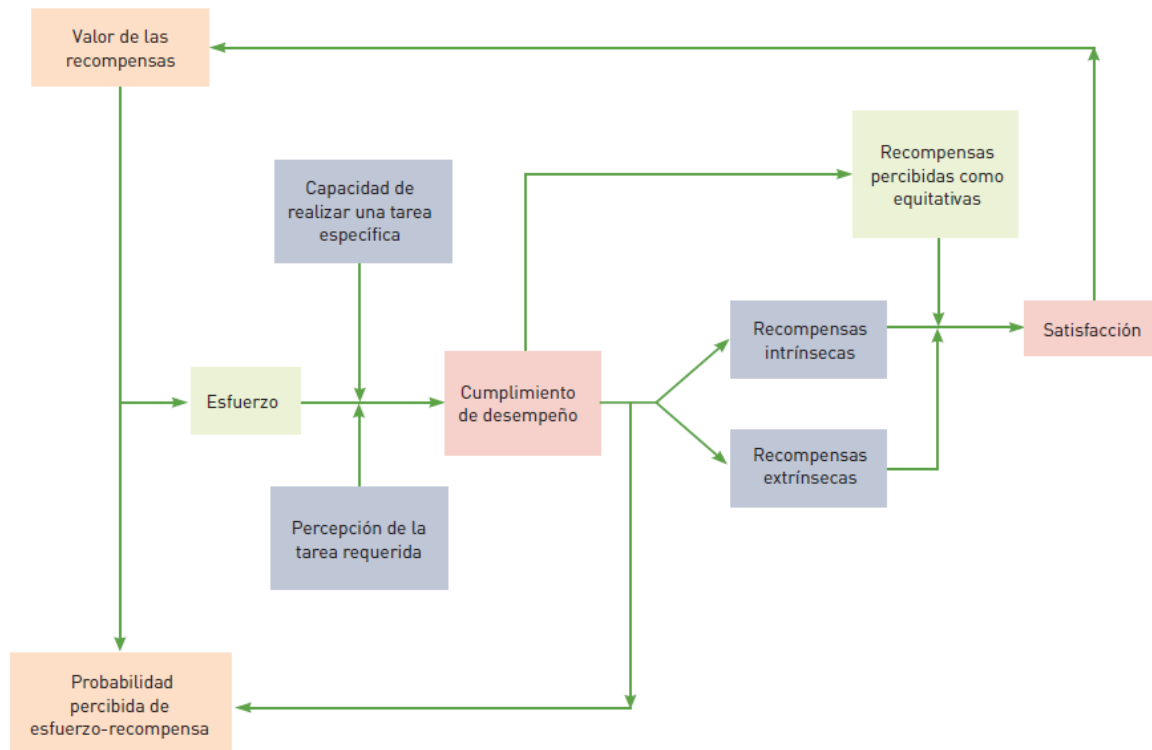 Valor de las
recompensas
Capacidad de
realizar una tarea
específica
Recompensas
percibidas como
equitativas
Recompensas
intrínsecas
Satisfacción
Esfuerzo
Cumplimiento
de desempeño
Recompensas
extrínsecas
Percepción de la
tarea requerida
Probabilidad
percibida de
esfuerzo-recompensa